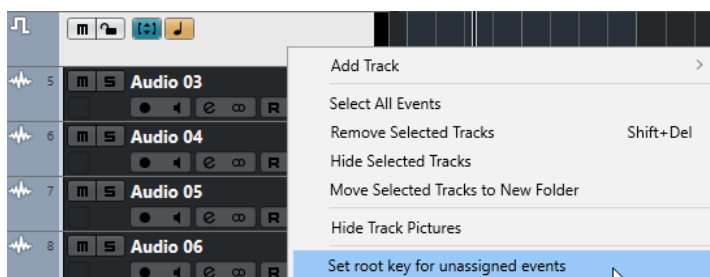 m
Add Track >
5 m S Audio 03
Select All Events
e R
Remove Selected Tracks Shift+Del
6 m S Audio 04
Hide Selected Tracks
e R
Move Selected Tracks to New Folder
7 m S Audio 05
e R
Hide Track Pictures
8 m S Audio 06
Set root key for unassigned events
e R